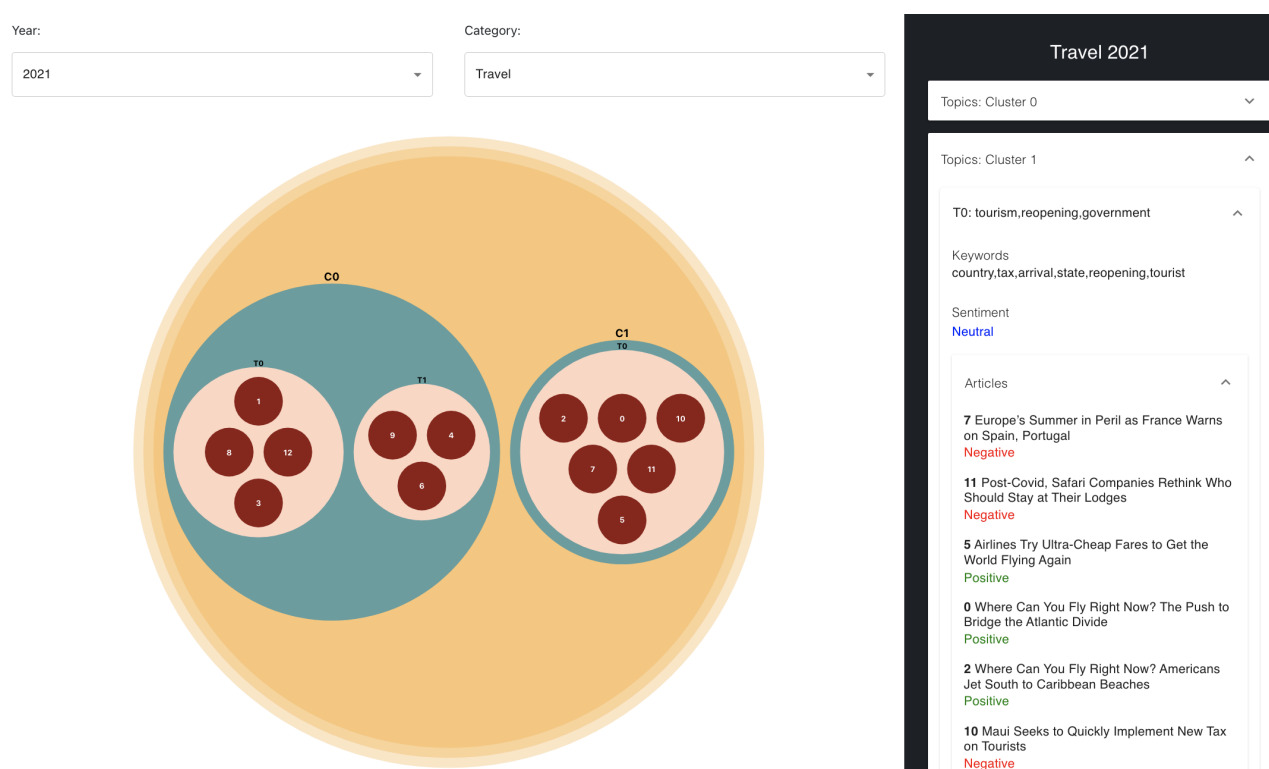 Year:
Category:
2021
Travel
C0
C1
T0
T0
T1
1
8
12
3
9
4
6
2
0
10
7
11
5
Travel 2021
Topics: Cluster 0
Topics: Cluster 1
T0: tourism,reopening,government
Keywords
country,tax,arrival,state,reopening,tourist
Sentiment
Neutral
Articles
7 Europe’s Summer in Peril as France Warns
on Spain, Portugal
Negative
11 Post-Covid, Safari Companies Rethink Who
Should Stay at Their Lodges
Negative
5 Airlines Try Ultra-Cheap Fares to Get the
World Flying Again
Positive
0 Where Can You Fly Right Now? The Push to
Bridge the Atlantic Divide
Positive
2 Where Can You Fly Right Now? Americans
Jet South to Caribbean Beaches
Positive
10 Maui Seeks to Quickly Implement New Tax
on Tourists
Negative